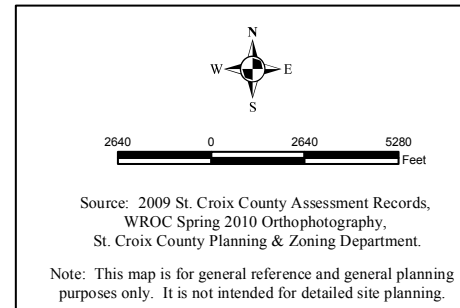 N
W E
S
2640 0 2640 5280
Feet
Source: 2009 St. Croix County Assessment Records,
WROC Spring 2010 Orthophotography,
St. Croix County Planning & Zoning Department.
Note: This map is for general reference and general planning
purposes only. It is not intended for detailed site planning.